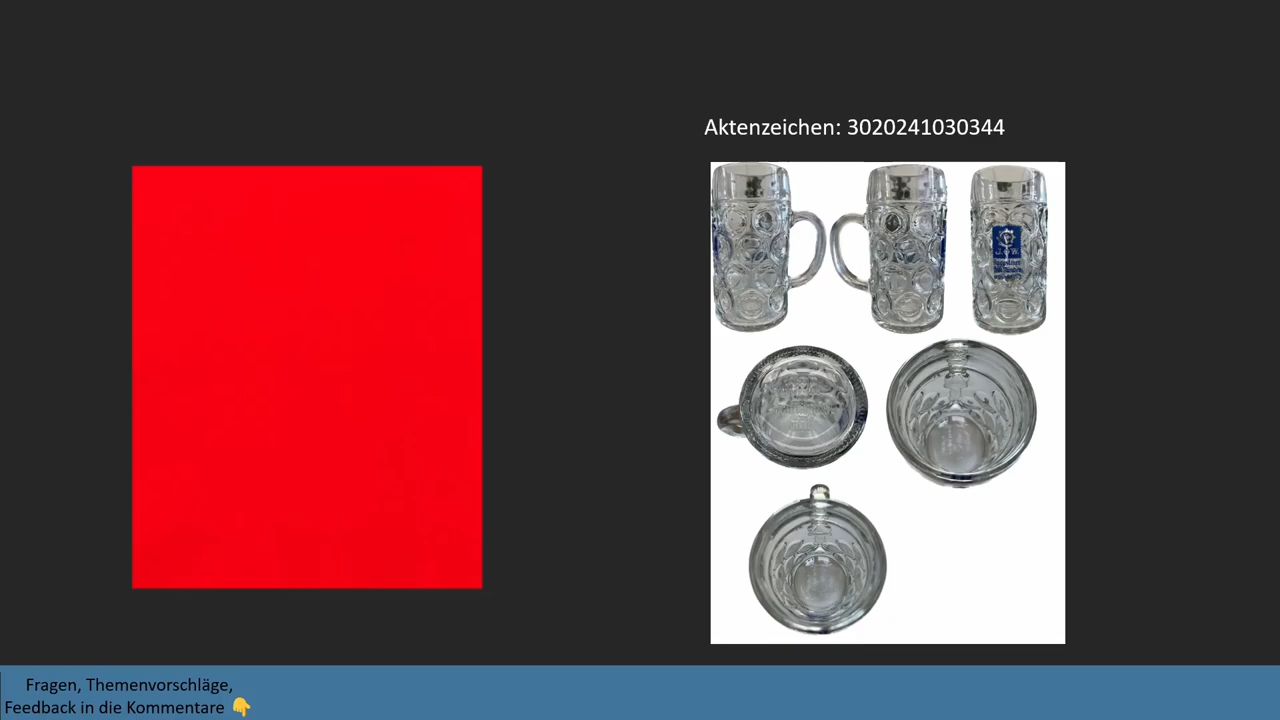 Aktenzeichen: 3020241030344
Fragen, Themenvorschläge,
Feedback in die Kommentare 👇